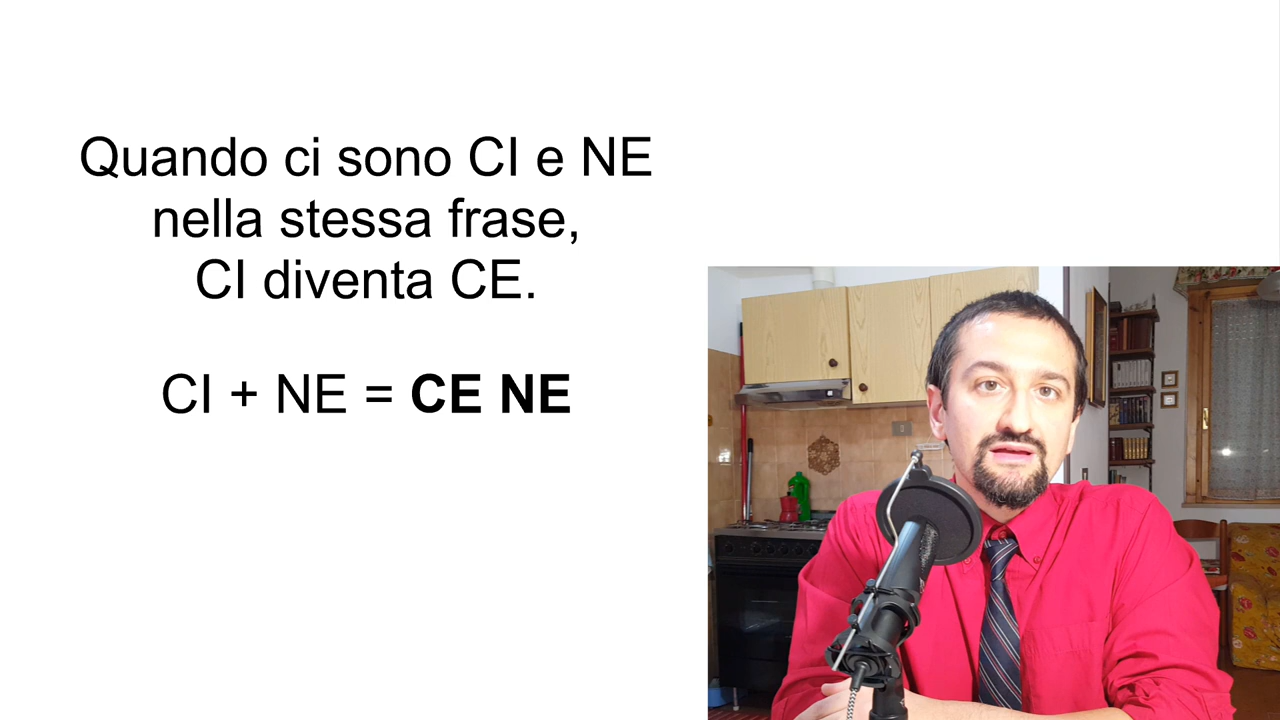 Quando ci sono CI e NE
nella stessa frase,
CI diventa CE.
CI + NE = CE NE